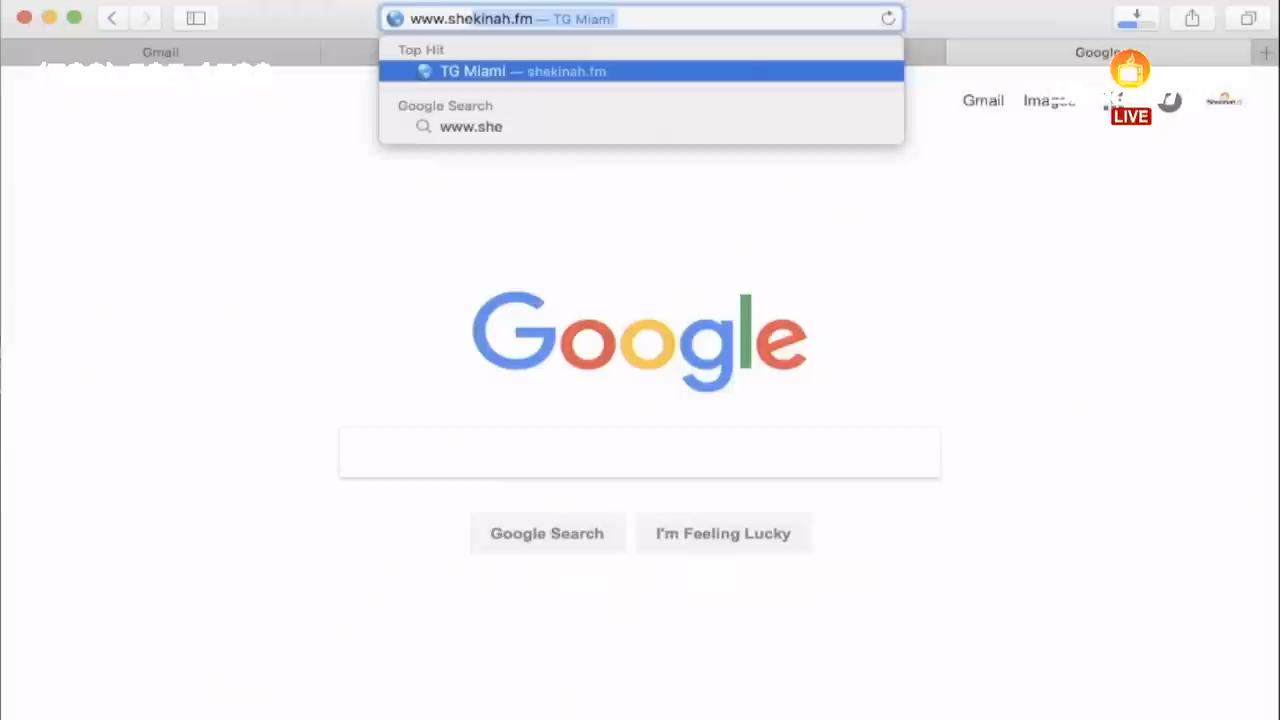 www.shekinah.fm — TG Miami
Gmail
Google
Top Hit
TG Miami — shekinah.fm
Google Search
www.she
Gmail
LIVE
Google
Google Search
I'm Feeling Lucky